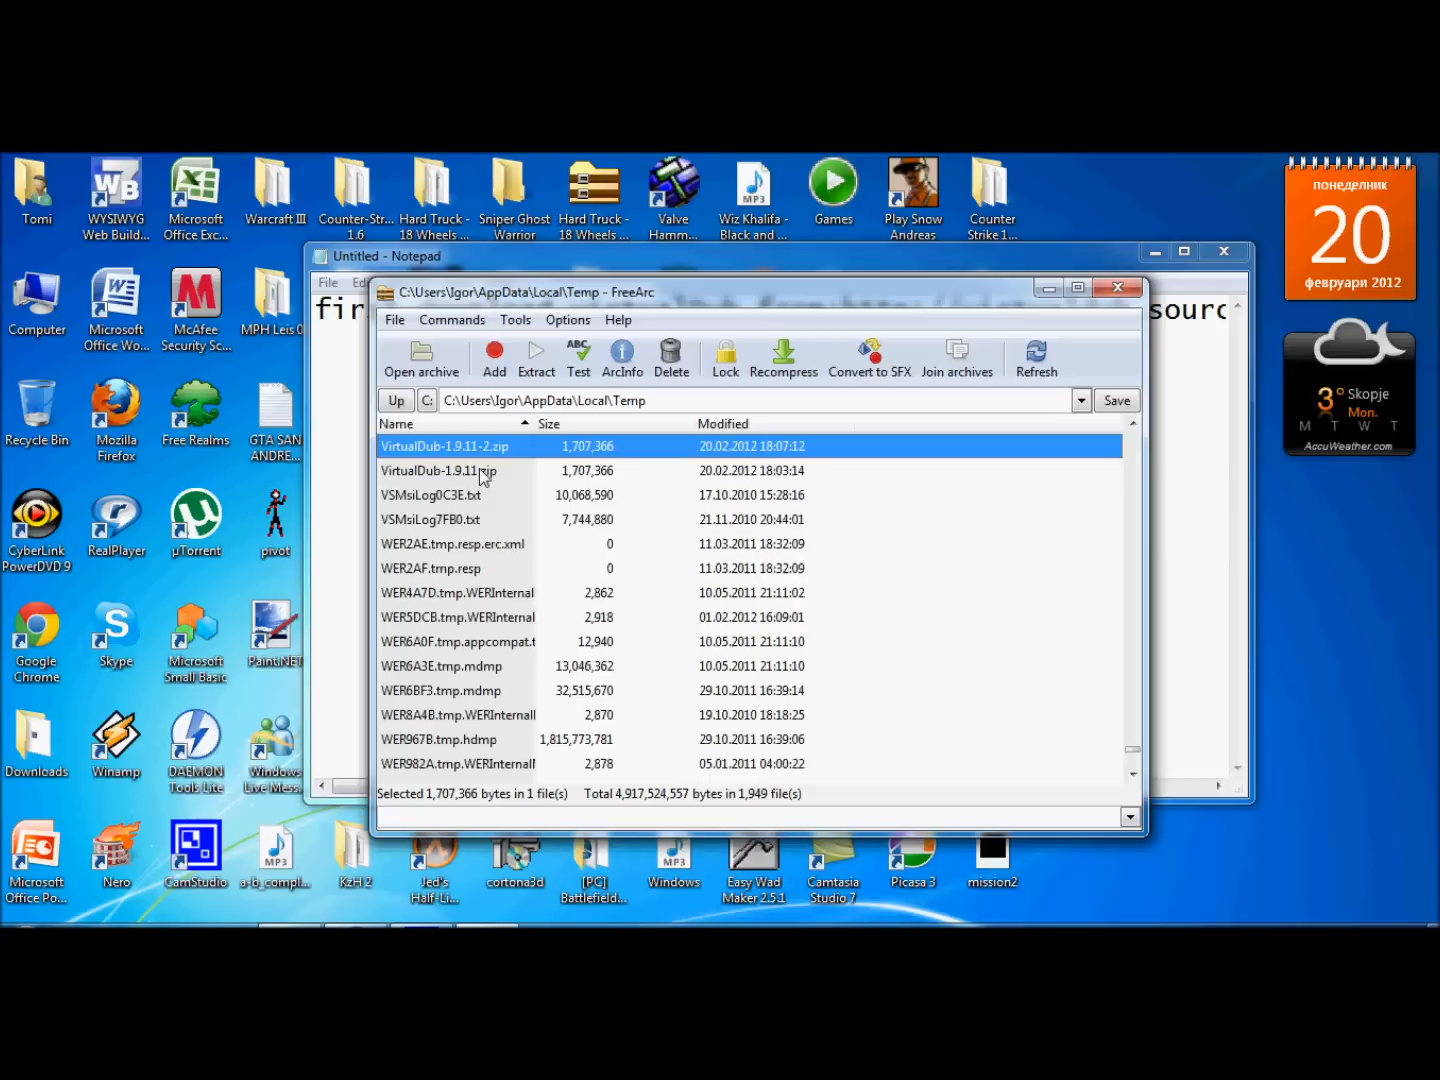 Tomi
WYSIWYG
Web Build...
Microsoft
Office Exc...
Warcraft III
Counter-Str...
1.6
Hard Truck -
18 Wheels ...
Sniper Ghost
Warrior
Hard Truck -
18 Wheels ...
Valve
Hamm...
MP3
Wiz Khalifa -
Black and ...
Games
Play Snow
Andreas
Counter
Strike 1...
понеделник
20
февруари 2012
Computer
Microsoft
Office Wo...
McAfee
Security Sc...
MPH Leis 0
3° Skopje
Mon.
M T W T
AccuWeather.com
Recycle Bin
Mozilla
Firefox
Free Realms
GTA SAN
ANDRE...
CyberLink
PowerDVD 9
RealPlayer
µTorrent
pivot
Google
Chrome
Skype
Microsoft
Small Basic
Paint.NET
Downloads
Winamp
DAEMON
Tools Lite
Windows
Live Mess...
Untitled - Notepad
File
C:\Users\Igor\AppData\Local\Temp - FreeArc
File Commands Tools Options Help
Open archive Add Extract Test ArcInfo Delete Lock Recompress Convert to SFX Join archives Refresh
Up C: C:\Users\Igor\AppData\Local\Temp Save
Name Size Modified
VirtualDub-1.9.11-2.zip 1,707,366 20.02.2012 18:07:12
VirtualDub-1.9.11.zip 1,707,366 20.02.2012 18:03:14
VSMsiLog0C3E.txt 10,068,590 17.10.2010 15:28:16
VSMsiLog7FB0.txt 7,744,880 21.11.2010 20:44:01
WER2AE.tmp.resp.erc.xml 0 11.03.2011 18:32:09
WER2AF.tmp.resp 0 11.03.2011 18:32:09
WER4A7D.tmp.WERInternal 2,862 10.05.2011 21:11:02
WER5DCB.tmp.WERInternal 2,918 01.02.2012 16:09:01
WER6A0F.tmp.appcompat.t 12,940 10.05.2011 21:11:10
WER6A3E.tmp.mdmp 13,046,362 10.05.2011 21:11:10
WER6BF3.tmp.mdmp 32,515,670 29.10.2011 16:39:14
WER8A4B.tmp.WERInternal 2,870 19.10.2010 18:18:25
WER967B.tmp.hdmp 1,815,773,781 29.10.2011 16:39:06
WER982A.tmp.WERInternal 2,878 05.01.2011 04:00:22
Selected 1,707,366 bytes in 1 file(s) Total 4,917,524,557 bytes in 1,949 file(s)
Microsoft
Office Po...
Nero
CamStudio
MP3
a-b_compl...
KzH 2
Jed's
Half-Li...
cortona3d
[PC]
Battlefield...
MP3
Windows
Easy Wad
Maker 2.5.1
Camtasia
Studio 7
Picasa 3
mission2